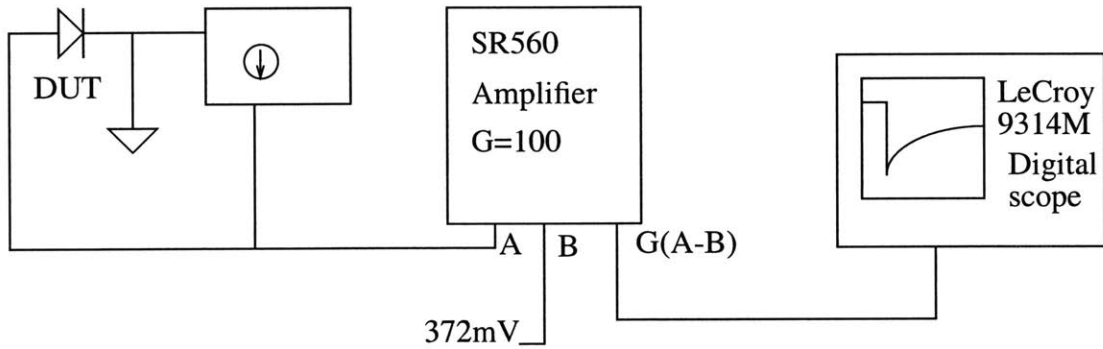 DUT
SR560
Amplifier
G=100
A
B
G(A-B)
372mV
LeCroy
9314M
Digital
scope